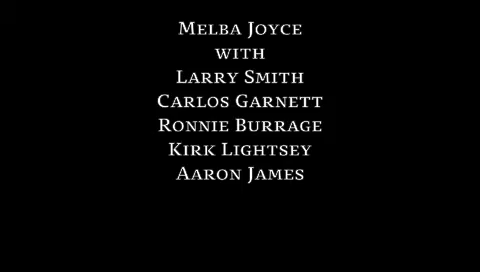 Melba Joyce
with
Larry Smith
Carlos Garnett
Ronnie Burrage
Kirk Lightsey
Aaron James